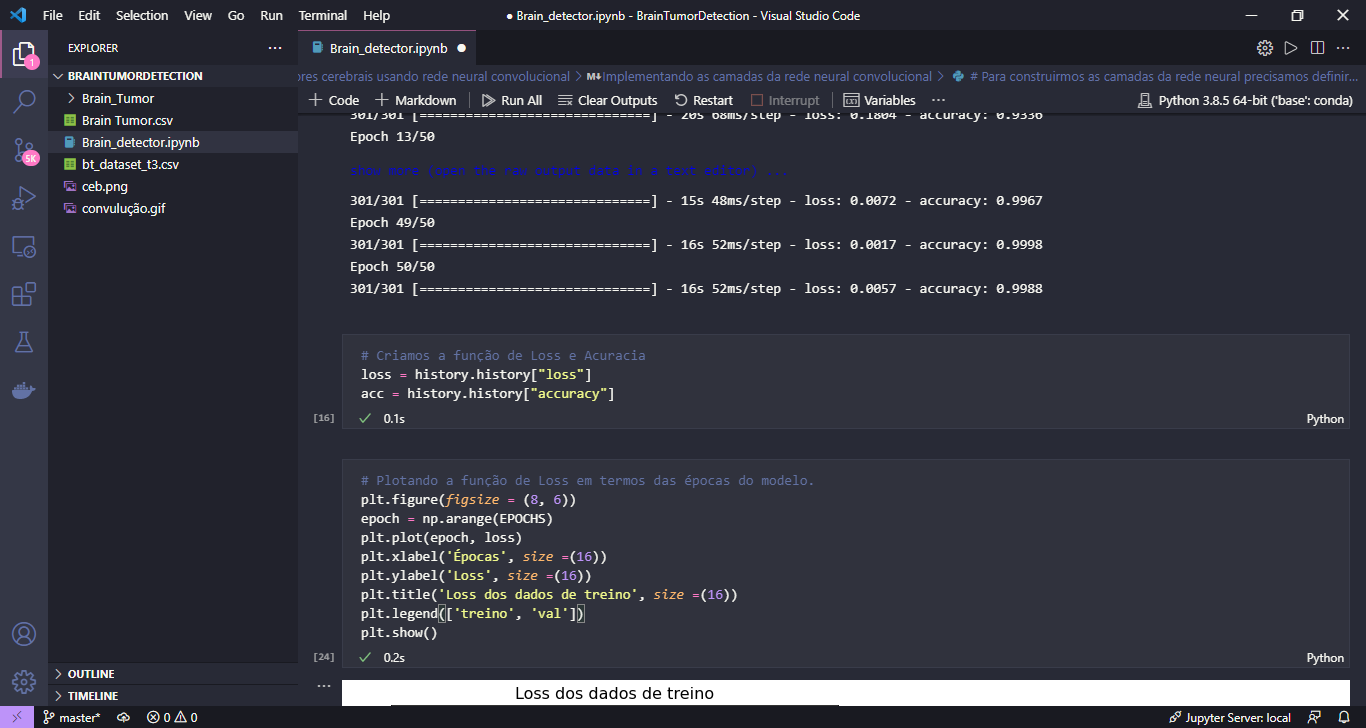 File Edit Selection View Go Run Terminal Help
● Brain_detector.ipynb - BrainTumorDetection - Visual Studio Code
EXPLORER
1
5K
BRAINTUMORDETECTION
Brain_Tumor
Brain Tumor.csv
Brain_detector.ipynb
bt_dataset_t3.csv
ceb.png
convulução.gif
OUTLINE
TIMELINE
Brain_detector.ipynb ●
ores cerebrais usando rede neural convolucional > M↓Implementando as camadas da rede neural convolucional > # Para construirmos as camadas da rede neural precisamos definir...
+ Code + Markdown Run All Clear Outputs Restart Interrupt Variables ... Python 3.8.5 64-bit ('base': conda)
301/301 [==============================] - 20s 68ms/step - loss: 0.1804 - accuracy: 0.9336
Epoch 13/50
show more (open the raw output data in a text editor) ...
301/301 [==============================] - 15s 48ms/step - loss: 0.0072 - accuracy: 0.9967
Epoch 49/50
301/301 [==============================] - 16s 52ms/step - loss: 0.0017 - accuracy: 0.9998
Epoch 50/50
301/301 [==============================] - 16s 52ms/step - loss: 0.0057 - accuracy: 0.9988
# Criamos a função de Loss e Acuracia
loss = history.history["loss"]
acc = history.history["accuracy"]
[16] ✓ 0.1s Python
# Plotando a função de Loss em termos das épocas do modelo.
plt.figure(figsize = (8, 6))
epoch = np.arange(EPOCHS)
plt.plot(epoch, loss)
plt.xlabel('Épocas', size =(16))
plt.ylabel('Loss', size =(16))
plt.title('Loss dos dados de treino', size =(16))
plt.legend(['treino', 'val'])
plt.show()
[24] ✓ 0.2s Python
Loss dos dados de treino
master* 0 0 Jupyter Server: local